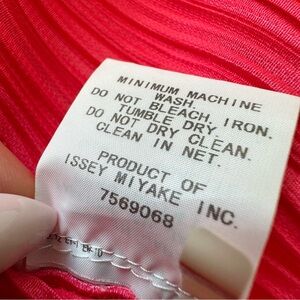 MINIMUM MACHINE
WASH.
DO NOT BLEACH, IRON.
TUMBLE DRY.
DO NOT DRY CLEAN.
CLEAN IN NET.
PRODUCT OF
ISSEY MIYAKE INC.
7569068